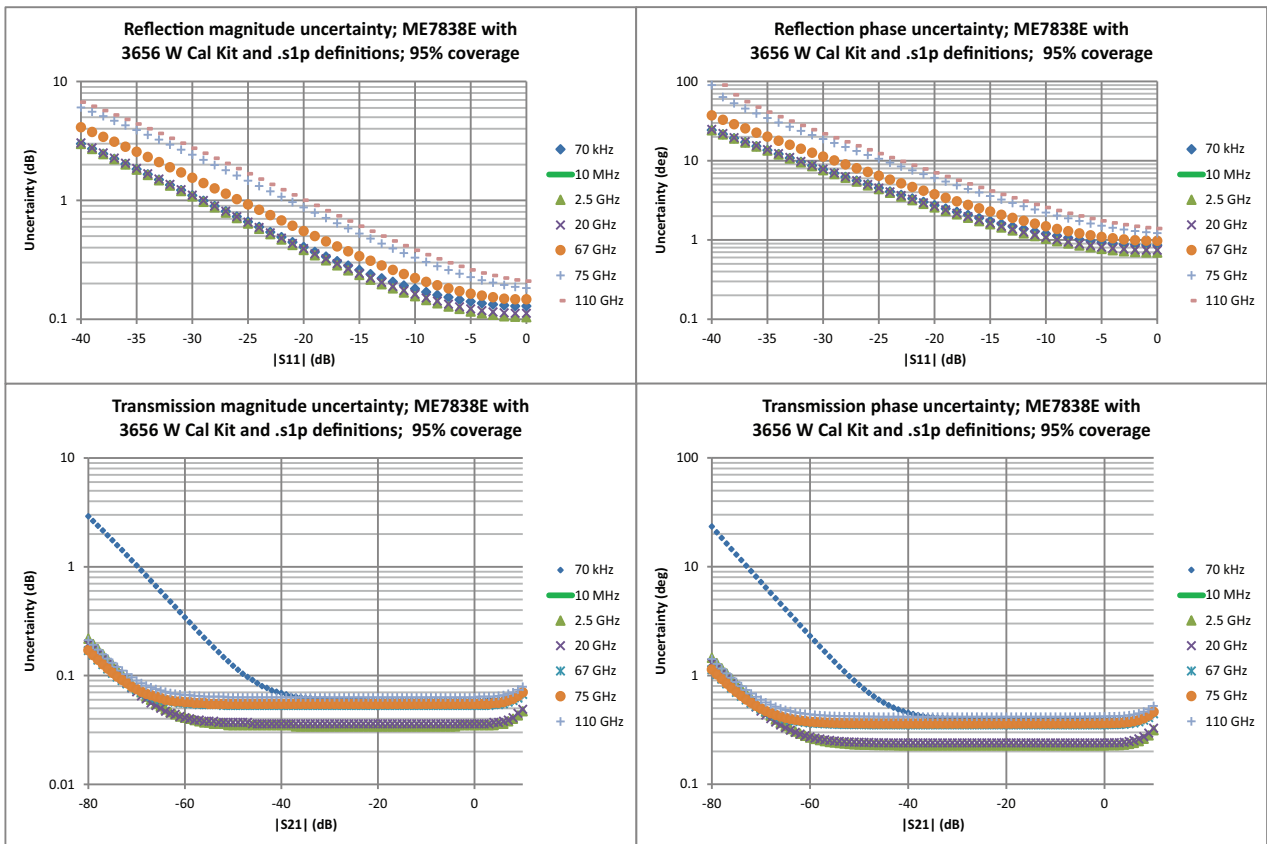 Reflection magnitude uncertainty; ME7838E with
3656 W Cal Kit and .s1p definitions; 95% coverage
10
1
0.1
Uncertainty (dB)
-40 -35 -30 -25 -20 -15 -10 -5 0
|S11| (dB)
70 kHz
10 MHz
2.5 GHz
20 GHz
67 GHz
75 GHz
110 GHz
Reflection phase uncertainty; ME7838E with
3656 W Cal Kit and .s1p definitions; 95% coverage
100
10
1
0.1
Uncertainty (deg)
-40 -35 -30 -25 -20 -15 -10 -5 0
|S11| (dB)
70 kHz
10 MHz
2.5 GHz
20 GHz
67 GHz
75 GHz
110 GHz
Transmission magnitude uncertainty; ME7838E with
3656 W Cal Kit and .s1p definitions; 95% coverage
10
1
0.1
0.01
Uncertainty (dB)
-80 -60 -40 -20 0
|S21| (dB)
70 kHz
10 MHz
2.5 GHz
20 GHz
67 GHz
75 GHz
110 GHz
Transmission phase uncertainty; ME7838E with
3656 W Cal Kit and .s1p definitions; 95% coverage
100
10
1
0.1
Uncertainty (deg)
-80 -60 -40 -20 0
|S21| (dB)
70 kHz
10 MHz
2.5 GHz
20 GHz
67 GHz
75 GHz
110 GHz